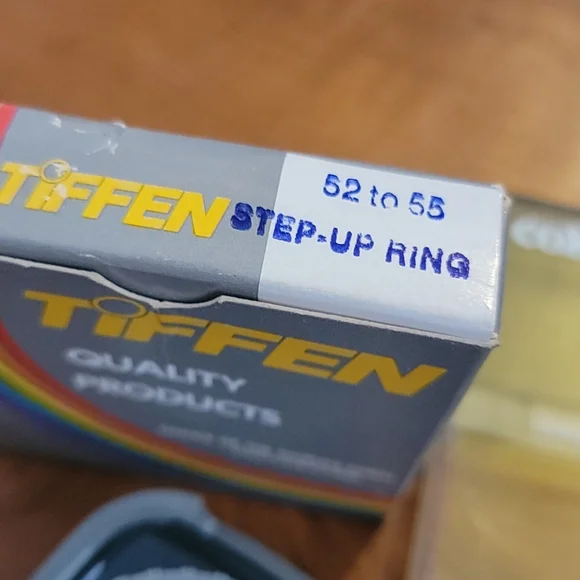 TIFFEN
52 to 55
STEP-UP RING
TIFFEN
QUALITY
PRODUCTS